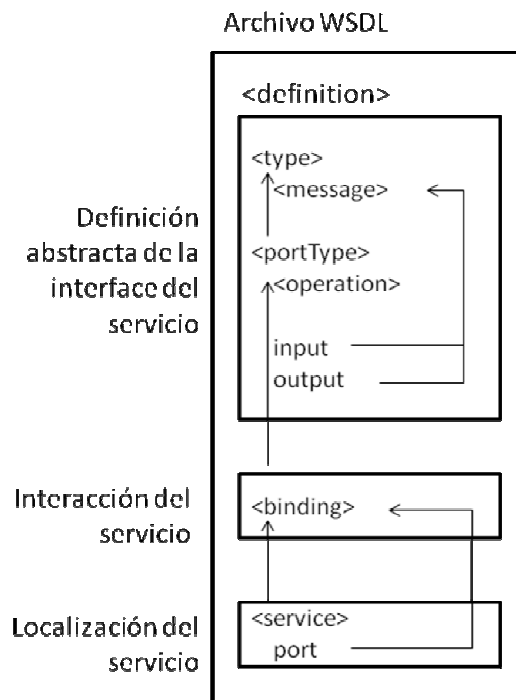 Archivo WSDL
<definition>
<type>
<message>
Definición
abstracta de la
interface del
servicio
<portType>
<operation>
input
output
Interacción del
servicio
<binding>
Localización del
servicio
<service>
port